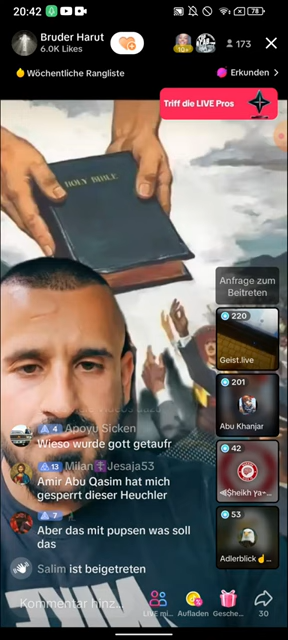 20:42
78
Bruder Harut
6.0K Likes
10+
173
Wöchentliche Rangliste
Erkunden >
Triff die LIVE Pros
HOLY BIBLE
Anfrage zum
Beitreten
220
Geist.live
201
Abu Khanjar
42
53
Adlerblick
4 Apoyu Sicken
Wieso wurde gott getaufr
13 Milan Jesaja53
Amir Abu Qasim hat mich
gesperrt dieser Heuchler
7
Aber das mit pupsen was soll
das
Salim ist beigetreten
Kommentar hinz...
LIVE mi...
Aufladen
Gesche...
30